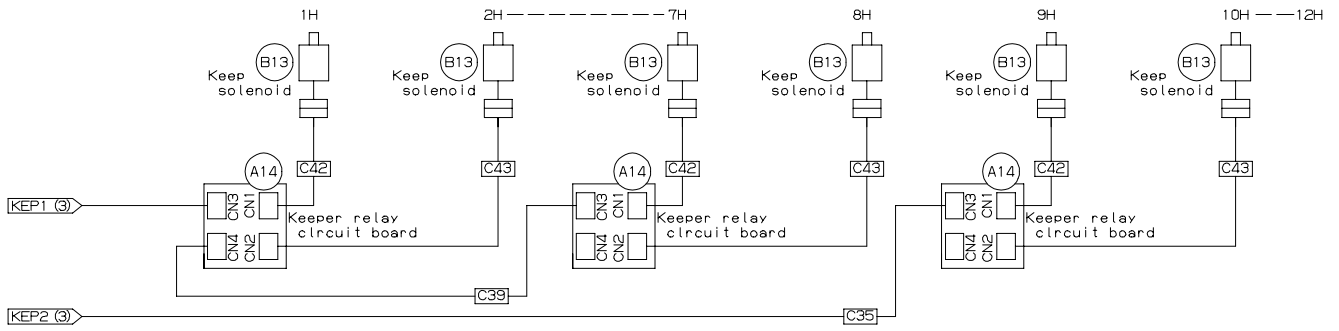 1H 2H 7H 8H 9H 10H 12H
B13 B13 B13 B13 B13 B13
Keep solenoid
Keep solenoid
Keep solenoid
Keep solenoid
Keep solenoid
Keep solenoid
C42 C43 C42 C43 C42 C43
A14 A14 A14
KEP1 (3)
CN3 CN1
CN4 CN2
Keeper relay
circuit board
CN3 CN1
CN4 CN2
Keeper relay
circuit board
CN3 CN1
CN4 CN2
Keeper relay
circuit board
C39
KEP2 (3)
C35